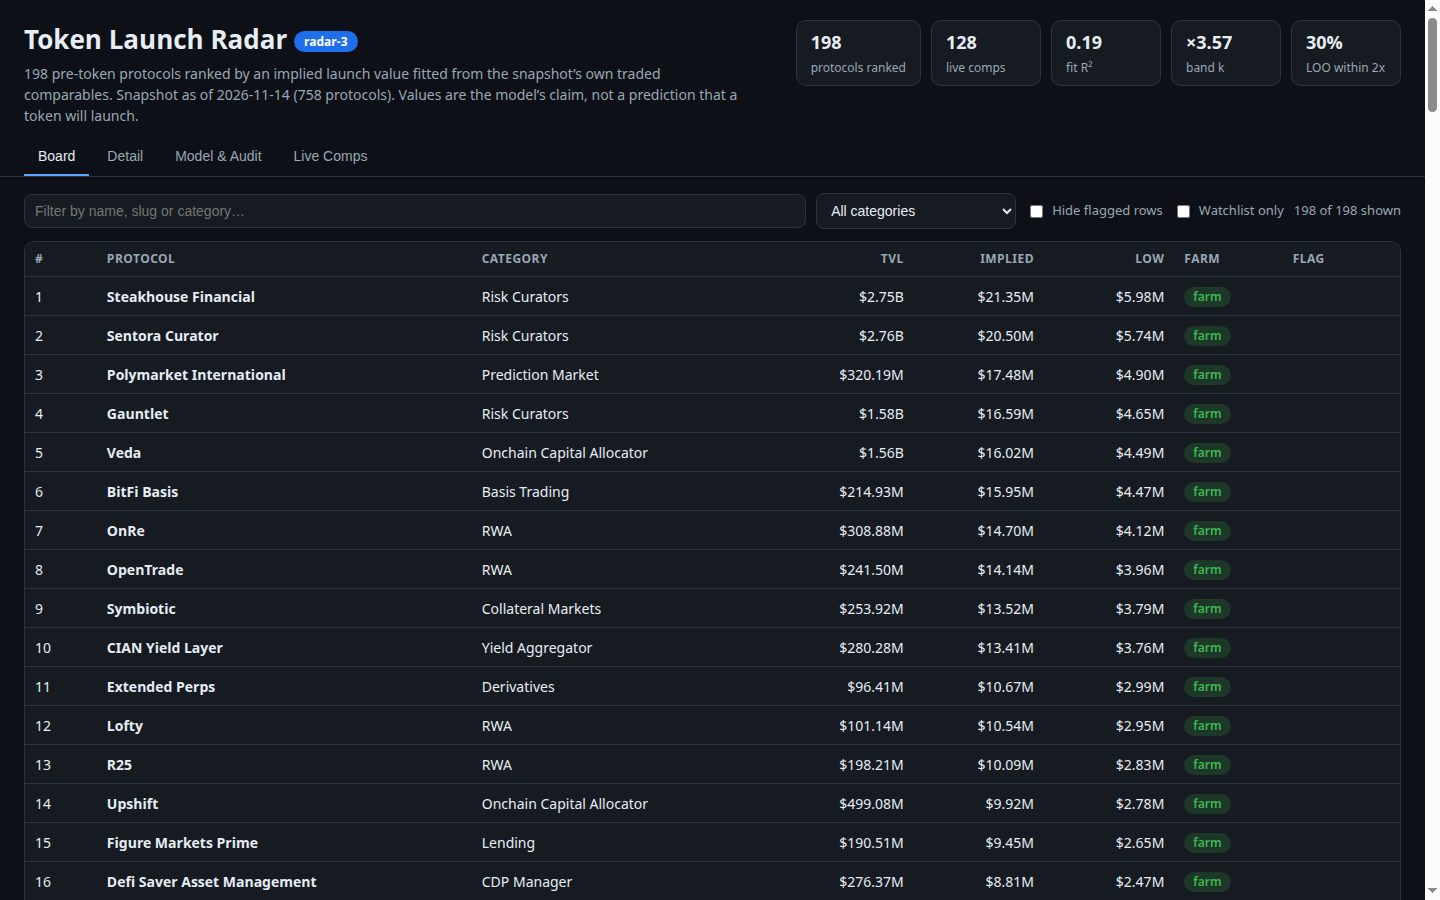 Token Launch Radar radar-3
198 pre-token protocols ranked by an implied launch value fitted from the snapshot's own traded
comparables. Snapshot as of 2026-11-14 (758 protocols). Values are the model's claim, not a prediction that a
token will launch.
198 protocols ranked
128 live comps
0.19 fit R²
×3.57 band k
30% LOO within 2x
Board Detail Model & Audit Live Comps
Filter by name, slug or category… All categories Hide flagged rows Watchlist only 198 of 198 shown
# PROTOCOL CATEGORY TVL IMPLIED LOW FARM FLAG
1 Steakhouse Financial Risk Curators $2.75B $21.35M $5.98M farm
2 Sentora Curator Risk Curators $2.76B $20.50M $5.74M farm
3 Polymarket International Prediction Market $320.19M $17.48M $4.90M farm
4 Gauntlet Risk Curators $1.58B $16.59M $4.65M farm
5 Veda Onchain Capital Allocator $1.56B $16.02M $4.49M farm
6 BitFi Basis Basis Trading $214.93M $15.95M $4.47M farm
7 OnRe RWA $308.88M $14.70M $4.12M farm
8 OpenTrade RWA $241.50M $14.14M $3.96M farm
9 Symbiotic Collateral Markets $253.92M $13.52M $3.79M farm
10 CIAN Yield Layer Yield Aggregator $280.28M $13.41M $3.76M farm
11 Extended Perps Derivatives $96.41M $10.67M $2.99M farm
12 Lofty RWA $101.14M $10.54M $2.95M farm
13 R25 RWA $198.21M $10.09M $2.83M farm
14 Upshift Onchain Capital Allocator $499.08M $9.92M $2.78M farm
15 Figure Markets Prime Lending $190.51M $9.45M $2.65M farm
16 Defi Saver Asset Management CDP Manager $276.37M $8.81M $2.47M farm